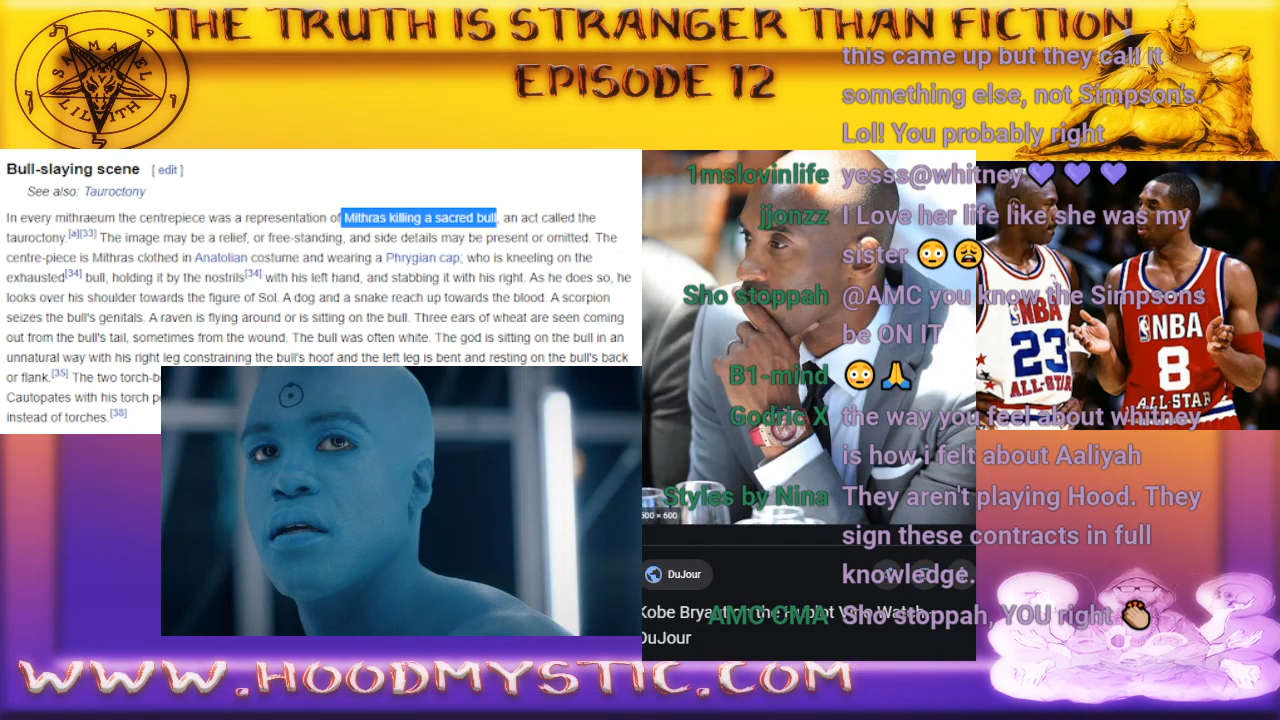 THE TRUTH IS STRANGER THAN FICTION
EPISODE 12
SAMAEL
LILITH
Bull-slaying scene [ edit ]
See also: Tauroctony
In every mithraeum the centrepiece was a representation of Mithras killing a sacred bull, an act called the
tauroctony.[a][33] The image may be a relief, or free-standing, and side details may be present or omitted. The
centre-piece is Mithras clothed in Anatolian costume and wearing a Phrygian cap; who is kneeling on the
exhausted[34] bull, holding it by the nostrils[34] with his left hand, and stabbing it with his right. As he does so, he
looks over his shoulder towards the figure of Sol. A dog and a snake reach up towards the blood. A scorpion
seizes the bull's genitals. A raven is flying around or is sitting on the bull. Three ears of wheat are seen coming
out from the bull's tail, sometimes from the wound. The bull was often white. The god is sitting on the bull in an
unnatural way with his right leg constraining the bull's hoof and the left leg is bent and resting on the bull's back
or flank.[35] The two torch-b
Cautopates with his torch p
instead of torches.[38]
this came up but they call it
something else, not Simpson's.
Lol! You probably right
1mslovinlife yesss@whitney💜 💜 💜
jjonzz I Love her life like she was my
sister 😳 😩
Sho stoppah @AMC you know the Simpsons
be ON IT
B1-mind 😳 🙏
Godric X the way you feel about whitney
is how i felt about Aaliyah
Styles by Nina They aren't playing Hood. They
sign these contracts in full
knowledge.
AMC CMA Sho stoppah, YOU right 👏🏽
NBA
23
ALL-STAR
NBA
8
ALL-STAR
600 × 600
DuJour
Kobe Bryant on the Hublot Vino Watch
DuJour
WWW.HOODMYSTIC.COM